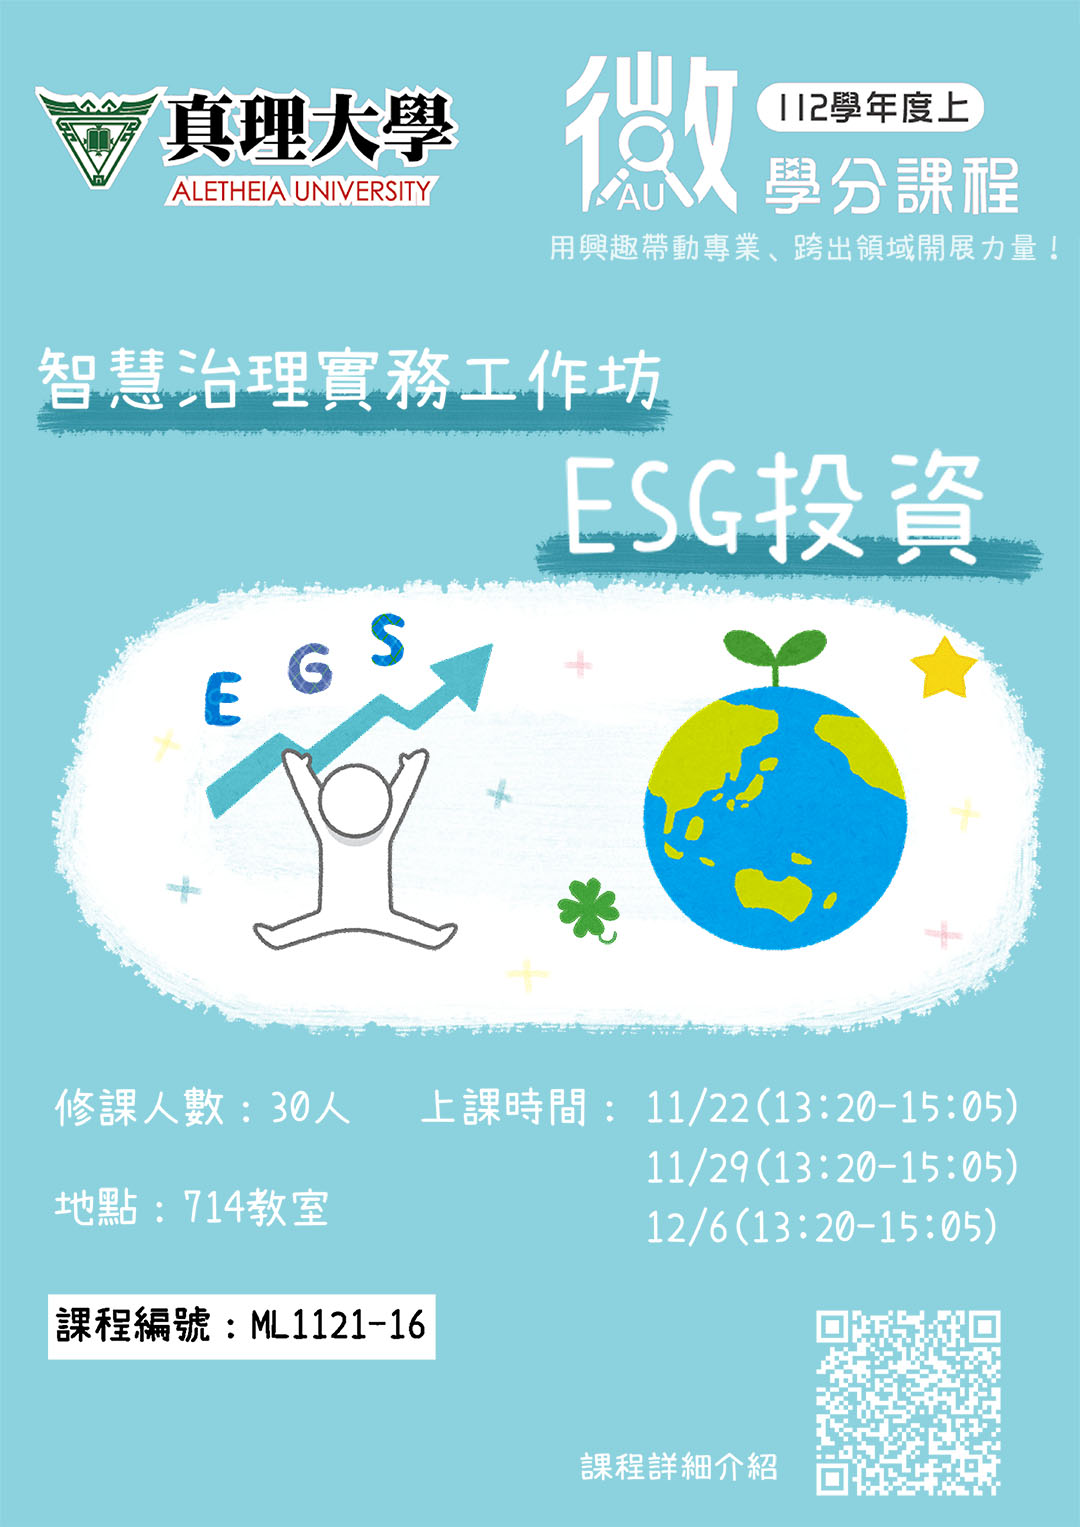 真理大學
ALETHEIA UNIVERSITY
微
AU
112學年度上
學分課程
用興趣帶動專業、跨出領域開展力量！
智慧治理實務工作坊
ESG投資
E G S
修課人數：30人
上課時間：11/22(13:20-15:05)
11/29(13:20-15:05)
12/6(13:20-15:05)
地點：714教室
課程編號：ML1121-16
課程詳細介紹